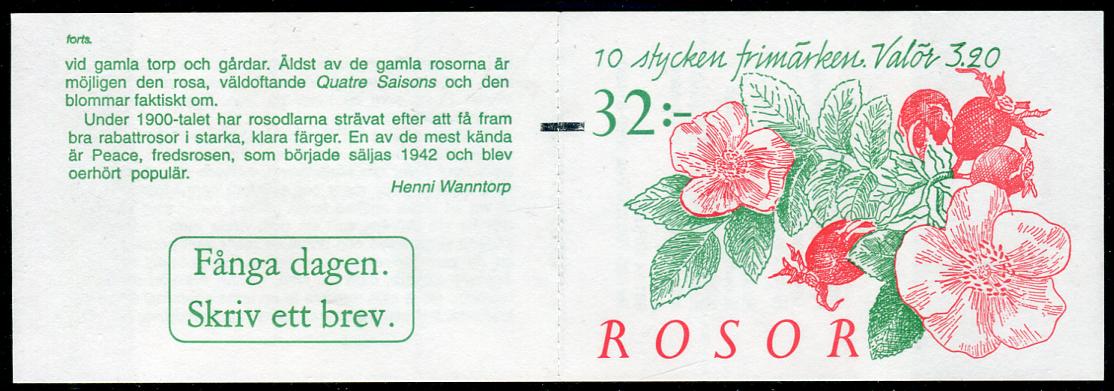 forts.
vid gamla torp och gårdar. Äldst av de gamla rosorna är
möjligen den rosa, väldoftande Quatre Saisons och den
blommar faktiskt om.
Under 1900-talet har rosodlarna strävat efter att få fram
bra rabattrosor i starka, klara färger. En av de mest kända
är Peace, fredsrosen, som började säljas 1942 och blev
oerhört populär.
Henni Wanntorp
Fånga dagen.
Skriv ett brev.
10 stycken frimärken. Valör 3.20
32:-
ROSOR